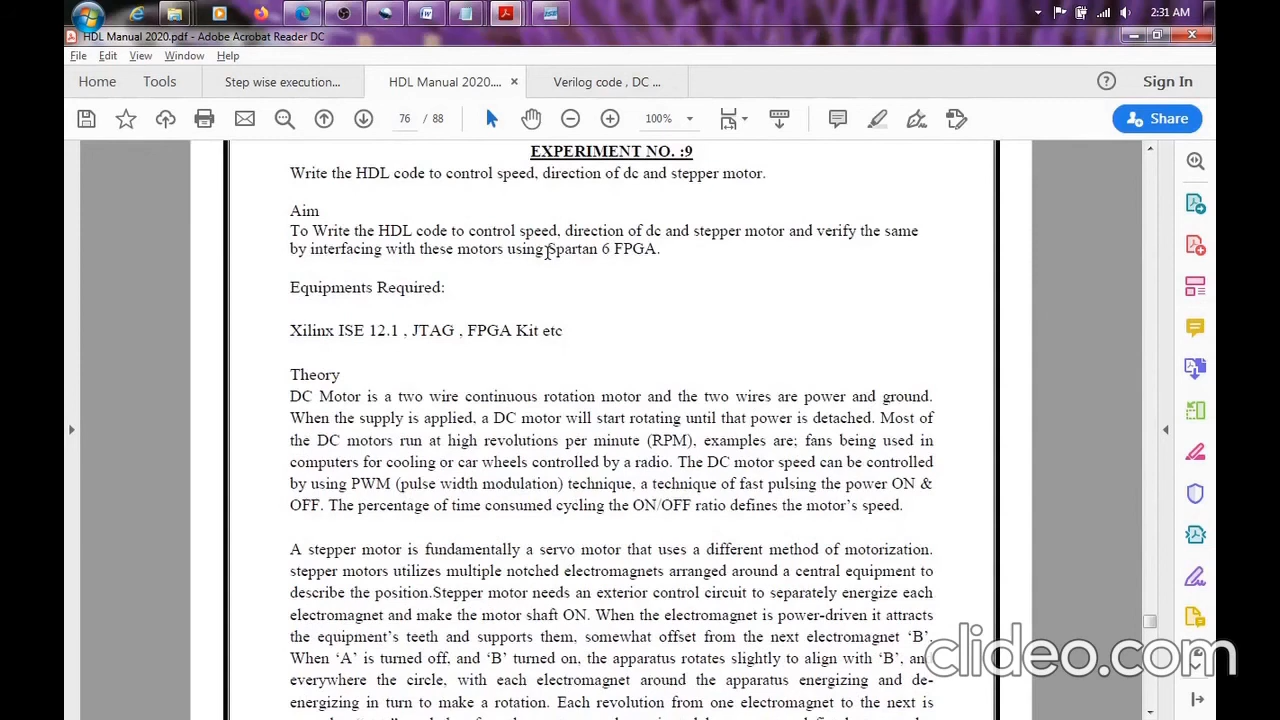 2:31 AM
HDL Manual 2020.pdf - Adobe Acrobat Reader DC
File Edit View Window Help
Home Tools Step wise execution... HDL Manual 2020.... × Verilog code , DC ... Sign In
76 / 88 100% Share
EXPERIMENT NO. :9
Write the HDL code to control speed, direction of dc and stepper motor.
Aim
To Write the HDL code to control speed, direction of dc and stepper motor and verify the same
by interfacing with these motors using Spartan 6 FPGA.
Equipments Required:
Xilinx ISE 12.1 , JTAG , FPGA Kit etc
Theory
DC Motor is a two wire continuous rotation motor and the two wires are power and ground.
When the supply is applied, a DC motor will start rotating until that power is detached. Most of
the DC motors run at high revolutions per minute (RPM), examples are; fans being used in
computers for cooling or car wheels controlled by a radio. The DC motor speed can be controlled
by using PWM (pulse width modulation) technique, a technique of fast pulsing the power ON &
OFF. The percentage of time consumed cycling the ON/OFF ratio defines the motor’s speed.
A stepper motor is fundamentally a servo motor that uses a different method of motorization.
stepper motors utilizes multiple notched electromagnets arranged around a central equipment to
describe the position.Stepper motor needs an exterior control circuit to separately energize each
electromagnet and make the motor shaft ON. When the electromagnet is power-driven it attracts
the equipment’s teeth and supports them, somewhat offset from the next electromagnet ‘B’.
When ‘A’ is turned off, and ‘B’ turned on, the apparatus rotates slightly to align with ‘B’, and
everywhere the circle, with each electromagnet around the apparatus energizing and de-
energizing in turn to make a rotation. Each revolution from one electromagnet to the next is
clideo.com